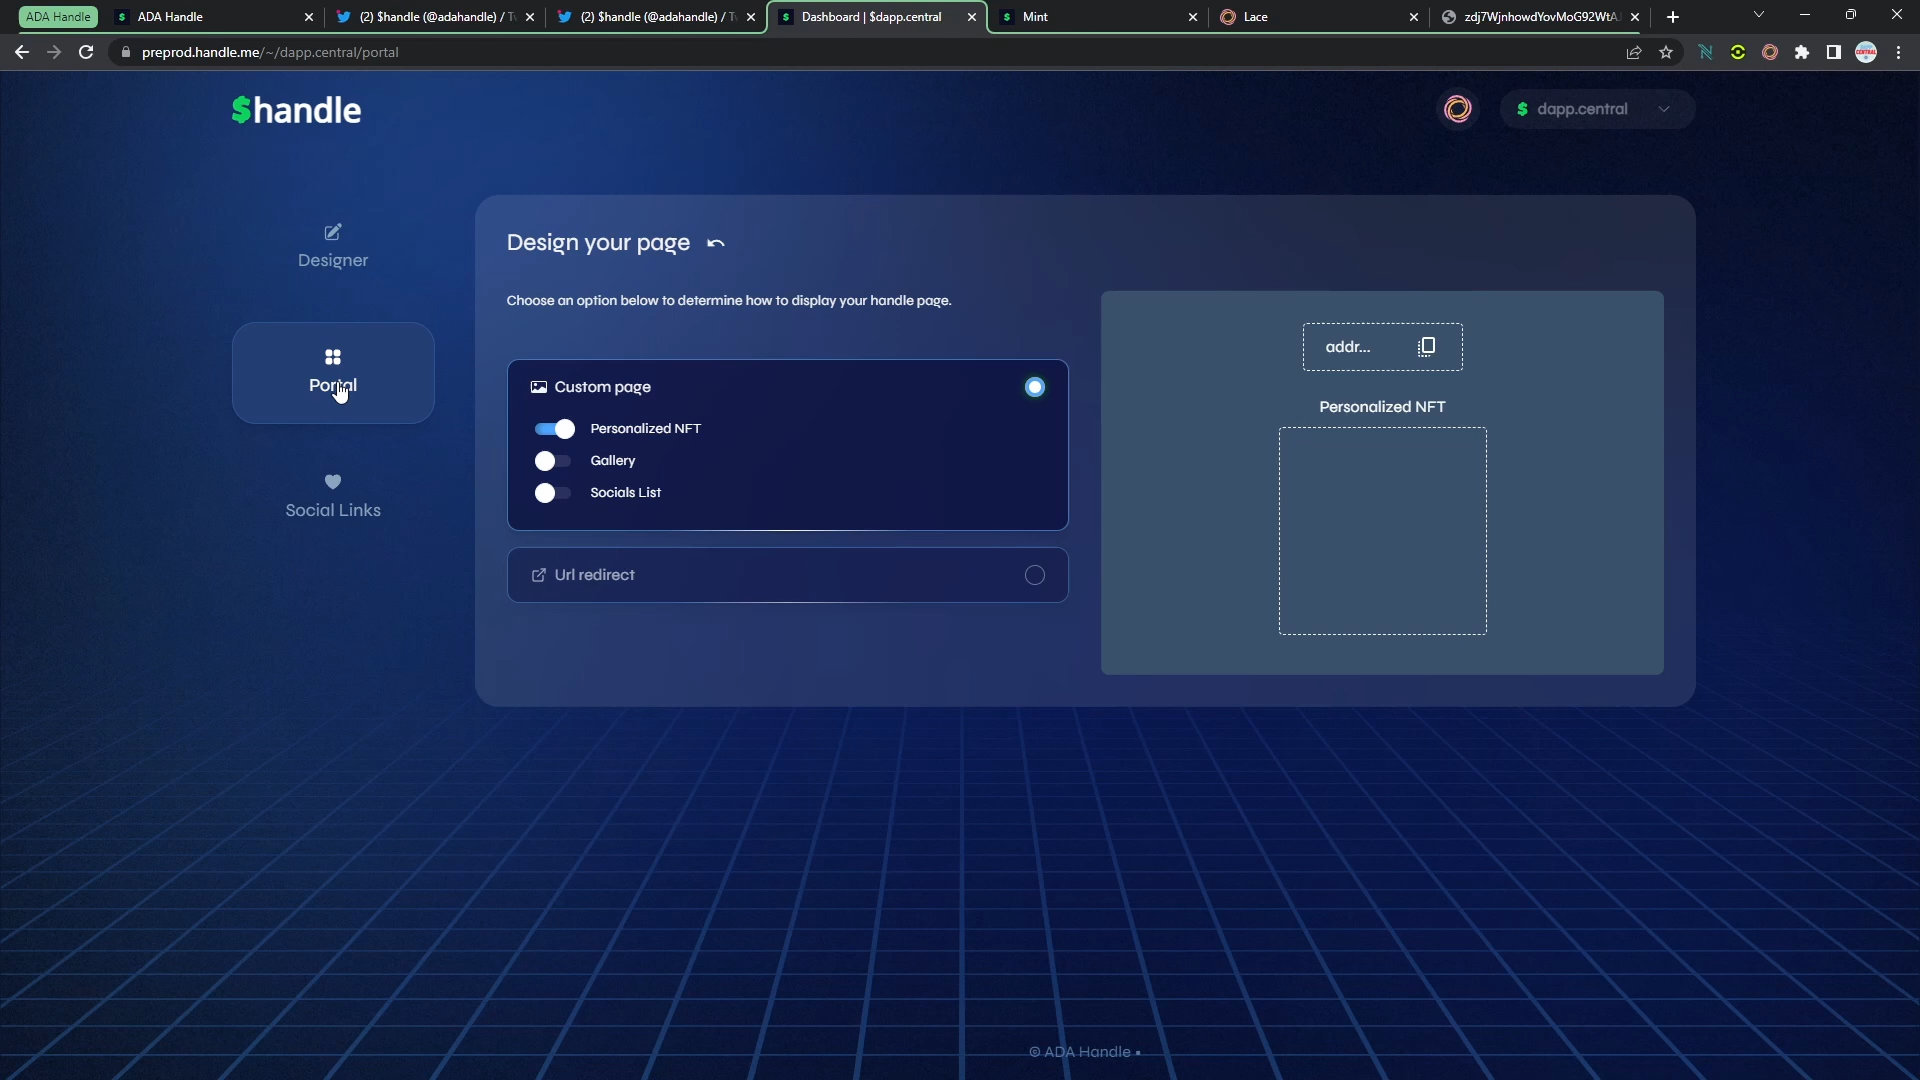 ADA Handle
ADA Handle
(2) $handle (@adahandle) / Tw
(2) $handle (@adahandle) / Tw
Dashboard | $dapp.central
Mint
Lace
zdj7WjnhowdYovMoG92WtAJ
preprod.handle.me/~/dapp.central/portal
$handle
$ dapp.central
Designer
Portal
Social Links
Design your page
Choose an option below to determine how to display your handle page.
Custom page
Personalized NFT
Gallery
Socials List
Url redirect
addr...
Personalized NFT
© ADA Handle •